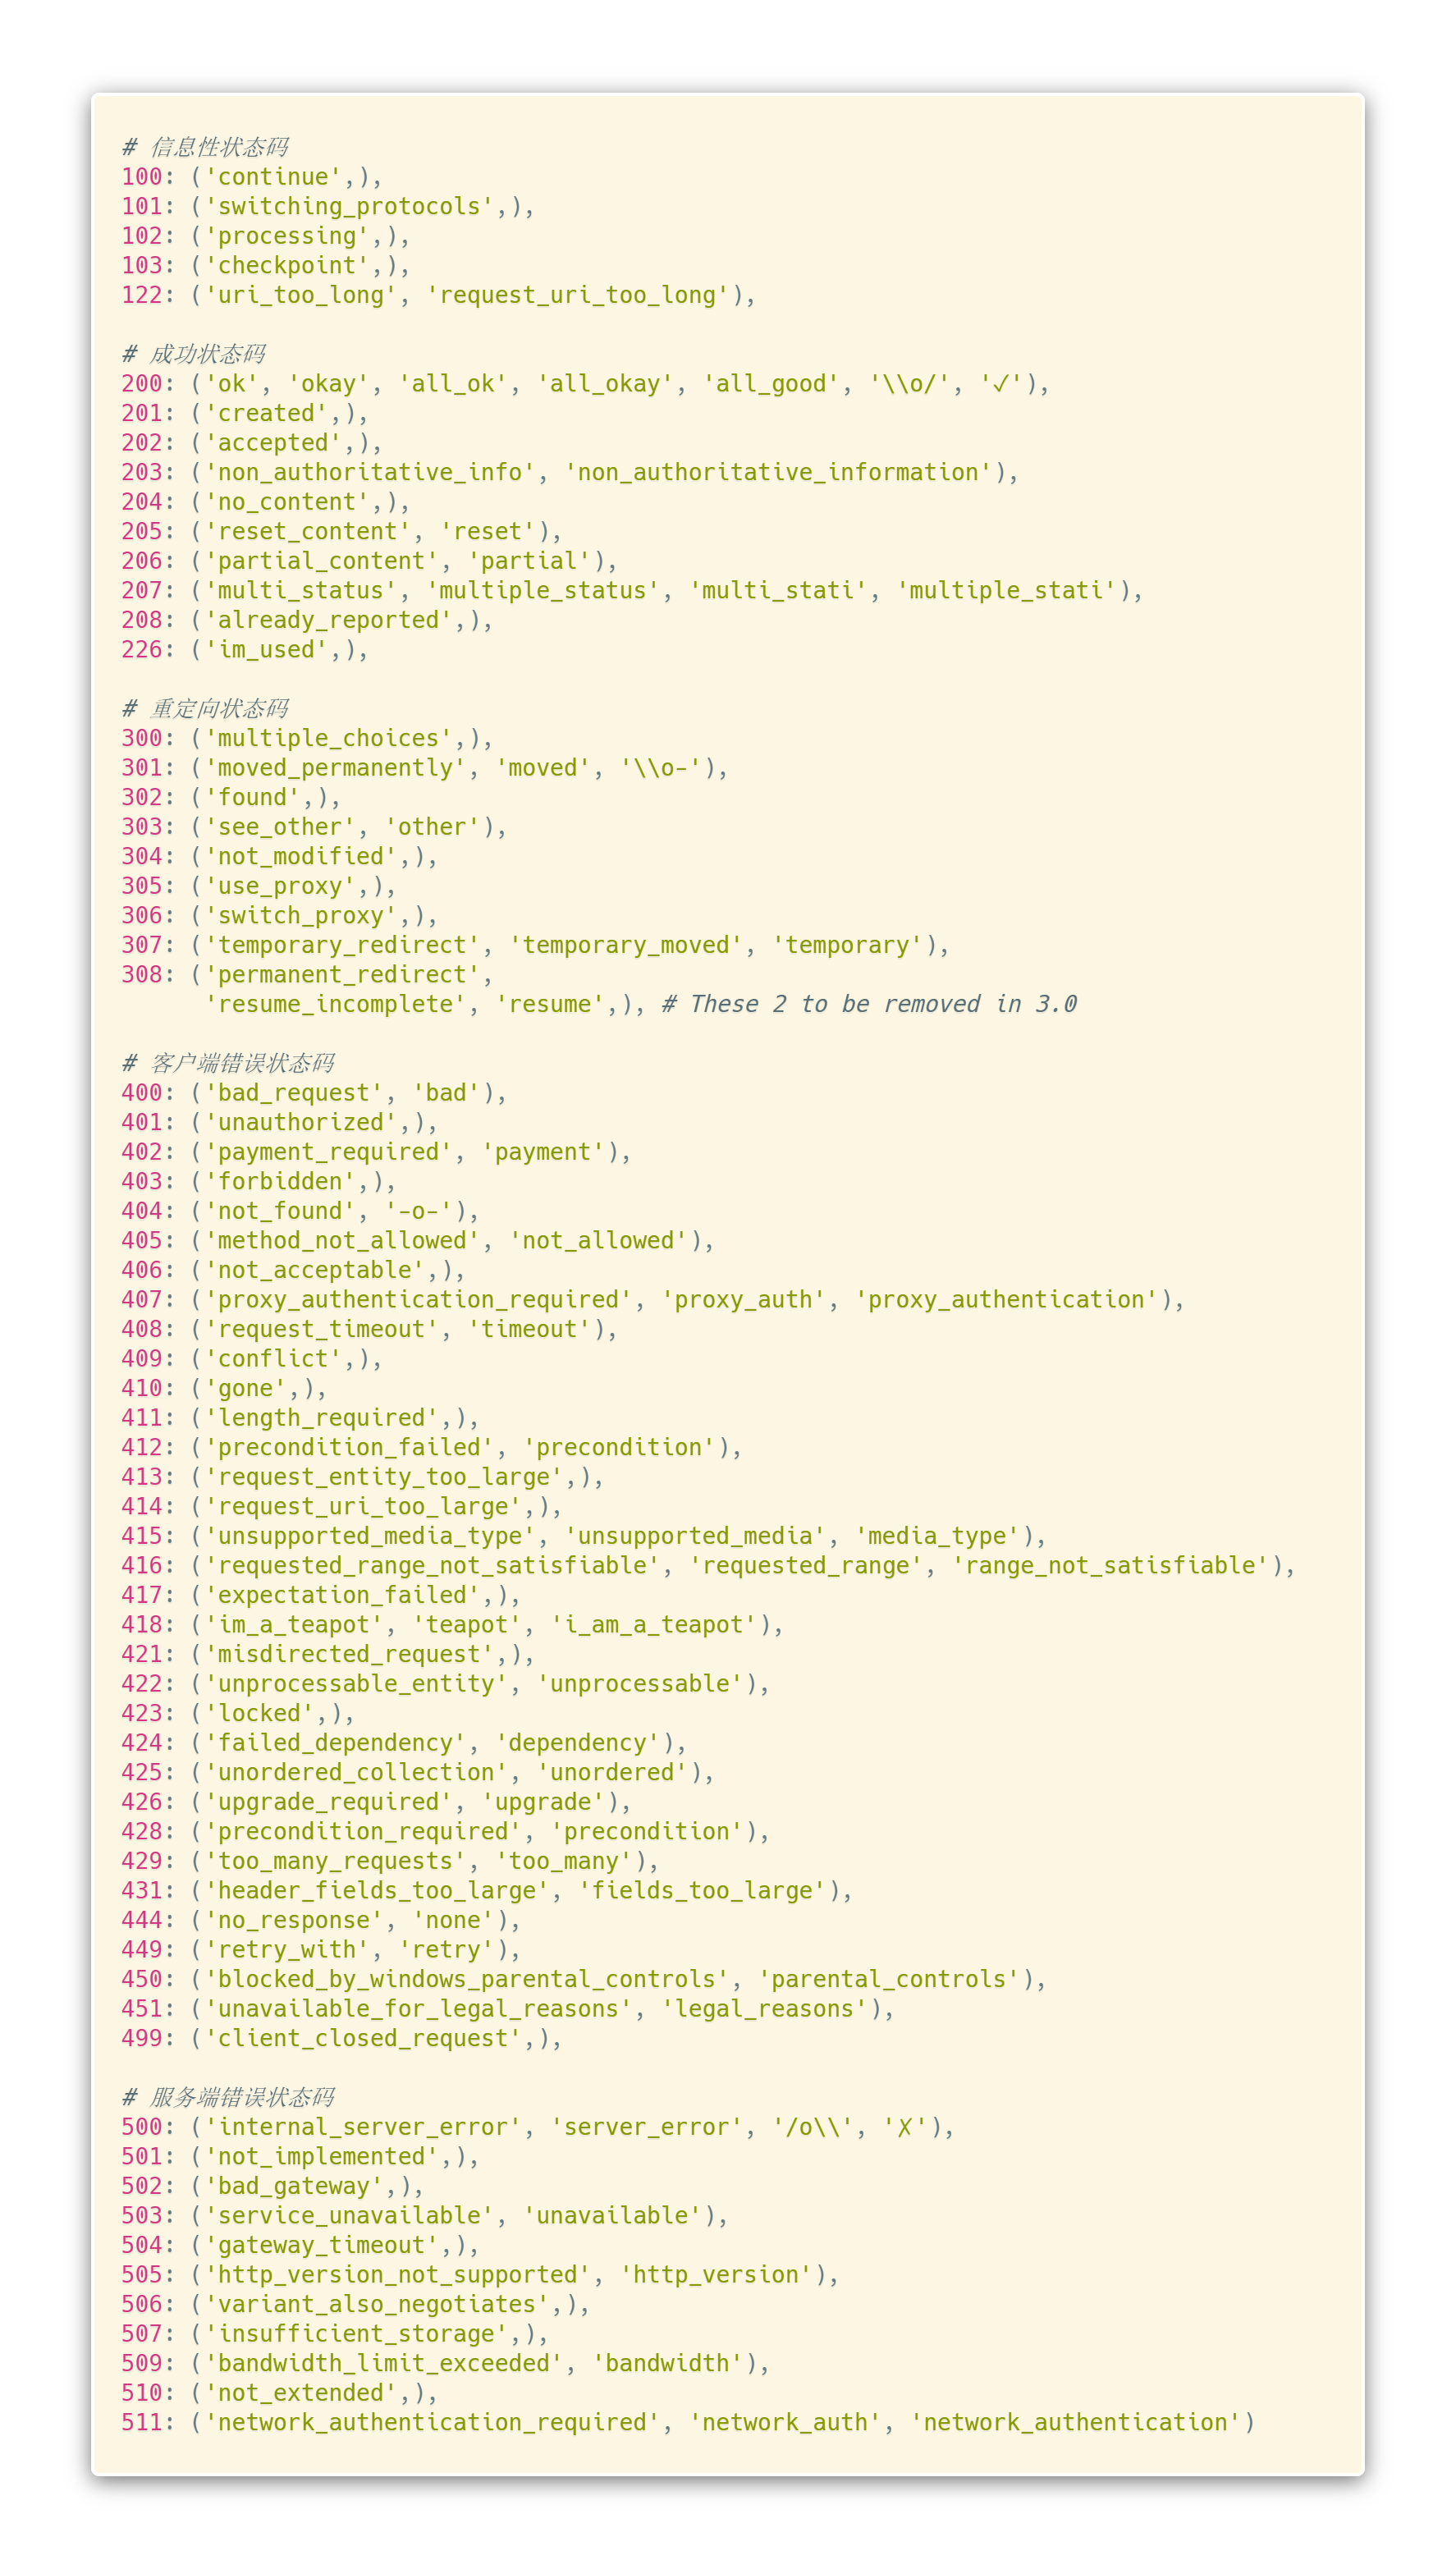 # 信息性状态码
100: ('continue',),
101: ('switching_protocols',),
102: ('processing',),
103: ('checkpoint',),
122: ('uri_too_long', 'request_uri_too_long'),
# 成功状态码
200: ('ok', 'okay', 'all_ok', 'all_okay', 'all_good', '\\o/', '✓'),
201: ('created',),
202: ('accepted',),
203: ('non_authoritative_info', 'non_authoritative_information'),
204: ('no_content',),
205: ('reset_content', 'reset'),
206: ('partial_content', 'partial'),
207: ('multi_status', 'multiple_status', 'multi_stati', 'multiple_stati'),
208: ('already_reported',),
226: ('im_used',),
# 重定向状态码
300: ('multiple_choices',),
301: ('moved_permanently', 'moved', '\\o-'),
302: ('found',),
303: ('see_other', 'other'),
304: ('not_modified',),
305: ('use_proxy',),
306: ('switch_proxy',),
307: ('temporary_redirect', 'temporary_moved', 'temporary'),
308: ('permanent_redirect',
'resume_incomplete', 'resume',), # These 2 to be removed in 3.0
# 客户端错误状态码
400: ('bad_request', 'bad'),
401: ('unauthorized',),
402: ('payment_required', 'payment'),
403: ('forbidden',),
404: ('not_found', '-o-'),
405: ('method_not_allowed', 'not_allowed'),
406: ('not_acceptable',),
407: ('proxy_authentication_required', 'proxy_auth', 'proxy_authentication'),
408: ('request_timeout', 'timeout'),
409: ('conflict',),
410: ('gone',),
411: ('length_required',),
412: ('precondition_failed', 'precondition'),
413: ('request_entity_too_large',),
414: ('request_uri_too_large',),
415: ('unsupported_media_type', 'unsupported_media', 'media_type'),
416: ('requested_range_not_satisfiable', 'requested_range', 'range_not_satisfiable'),
417: ('expectation_failed',),
418: ('im_a_teapot', 'teapot', 'i_am_a_teapot'),
421: ('misdirected_request',),
422: ('unprocessable_entity', 'unprocessable'),
423: ('locked',),
424: ('failed_dependency', 'dependency'),
425: ('unordered_collection', 'unordered'),
426: ('upgrade_required', 'upgrade'),
428: ('precondition_required', 'precondition'),
429: ('too_many_requests', 'too_many'),
431: ('header_fields_too_large', 'fields_too_large'),
444: ('no_response', 'none'),
449: ('retry_with', 'retry'),
450: ('blocked_by_windows_parental_controls', 'parental_controls'),
451: ('unavailable_for_legal_reasons', 'legal_reasons'),
499: ('client_closed_request',),
# 服务端错误状态码
500: ('internal_server_error', 'server_error', '/o\\', '✗'),
501: ('not_implemented',),
502: ('bad_gateway',),
503: ('service_unavailable', 'unavailable'),
504: ('gateway_timeout',),
505: ('http_version_not_supported', 'http_version'),
506: ('variant_also_negotiates',),
507: ('insufficient_storage',),
509: ('bandwidth_limit_exceeded', 'bandwidth'),
510: ('not_extended',),
511: ('network_authentication_required', 'network_auth', 'network_authentication')